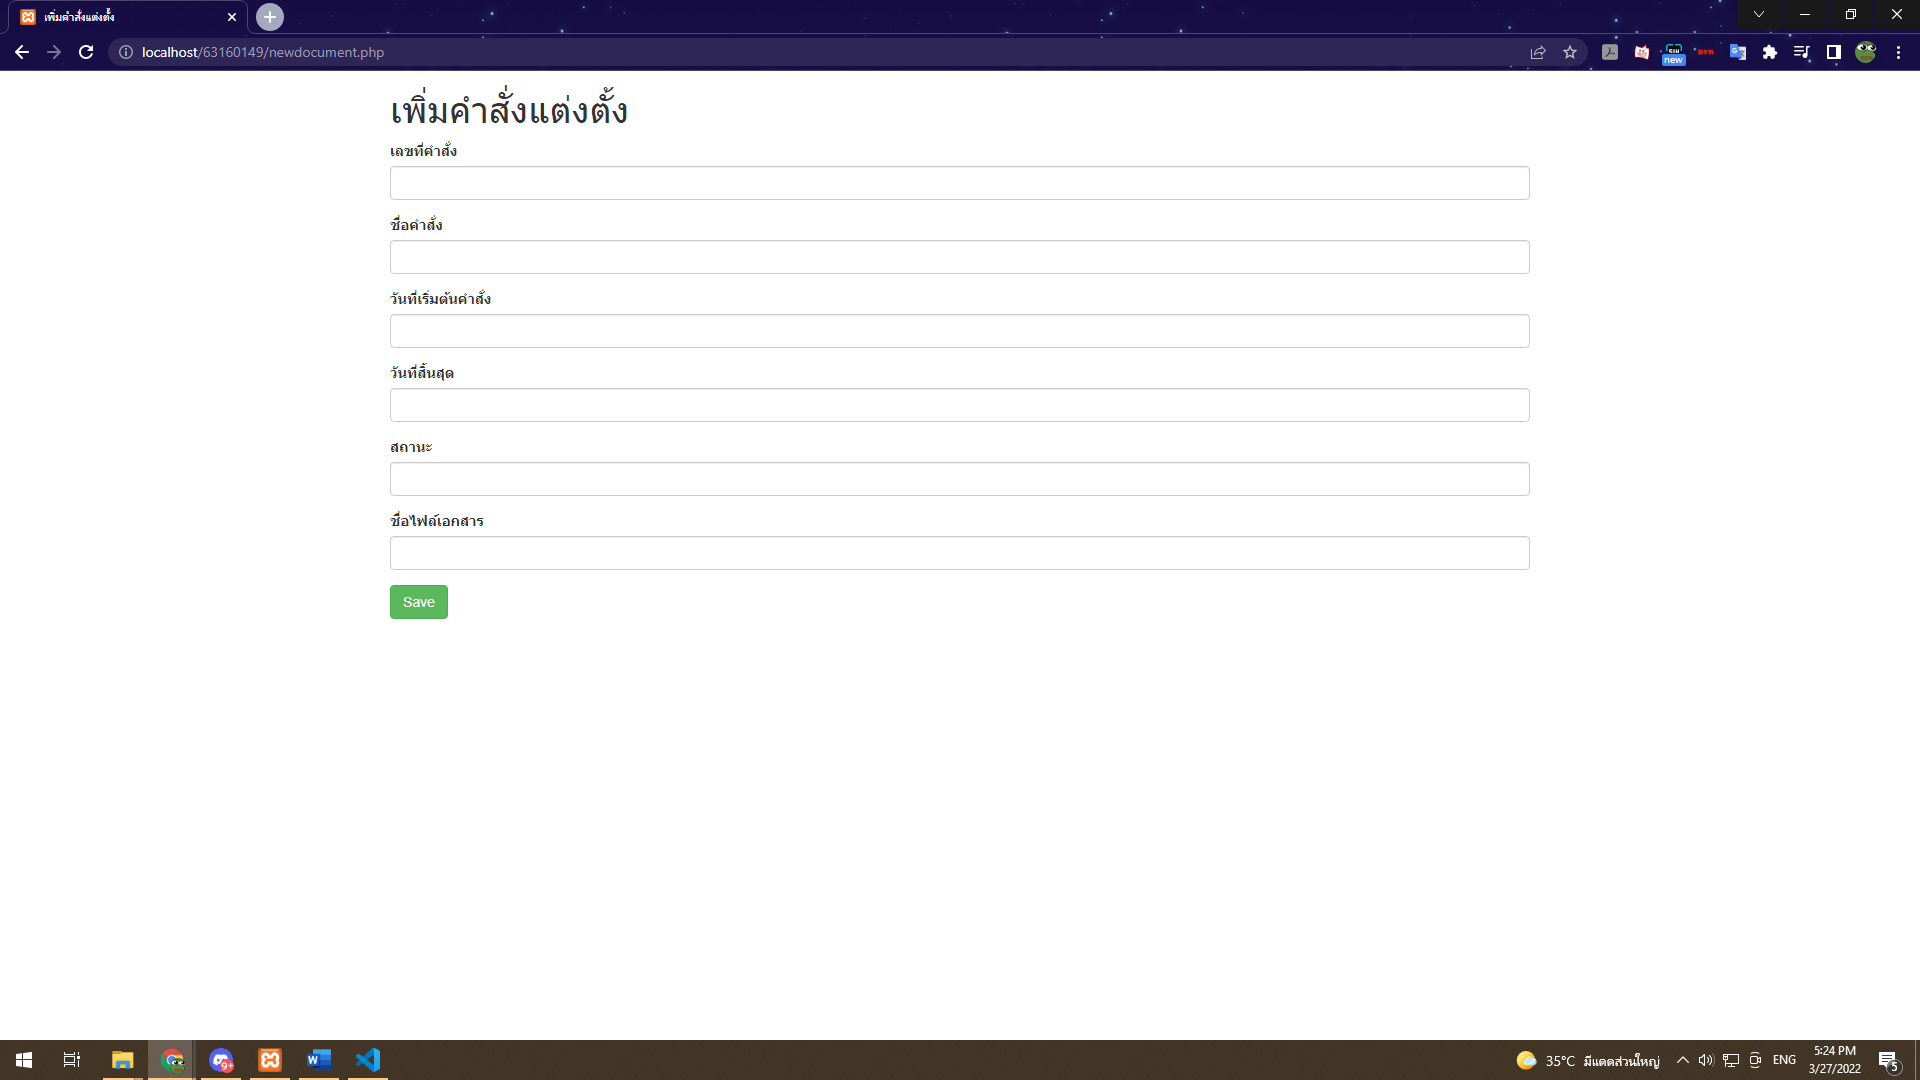 เพิ่มคำสั่งแต่งตั้ง
localhost/63160149/newdocument.php
new
เพิ่มคำสั่งแต่งตั้ง
เลขที่คำสั่ง
ชื่อคำสั่ง
วันที่เริ่มต้นคำสั่ง
วันที่สิ้นสุด
สถานะ
ชื่อไฟล์เอกสาร
Save
9+
W
35°C มีแดดส่วนใหญ่
ENG
5:24 PM
3/27/2022
5